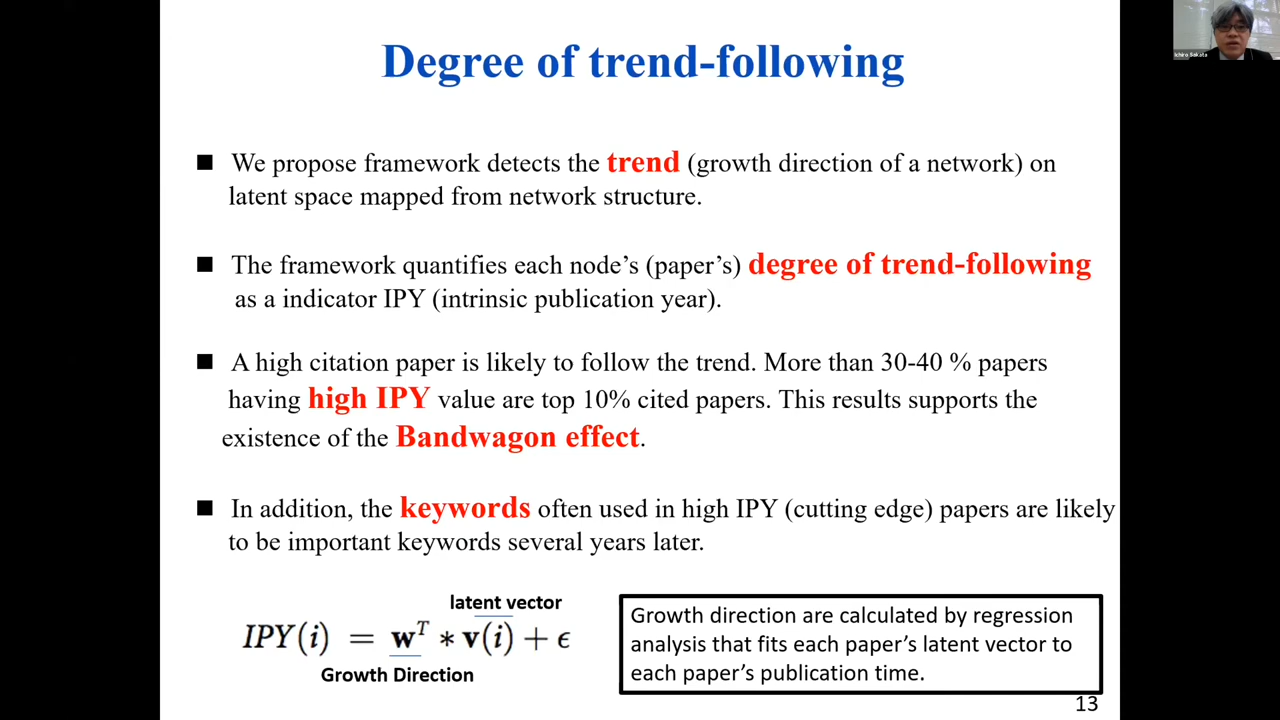 Degree of trend-following
Ichiro Sakata
■ We propose framework detects the trend (growth direction of a network) on
latent space mapped from network structure.
■ The framework quantifies each node’s (paper’s) degree of trend-following
as a indicator IPY (intrinsic publication year).
■ A high citation paper is likely to follow the trend. More than 30-40 % papers
having high IPY value are top 10% cited papers. This results supports the
existence of the Bandwagon effect.
■ In addition, the keywords often used in high IPY (cutting edge) papers are likely
to be important keywords several years later.
latent vector
IPY(i) = w^T * v(i) + ϵ
Growth Direction
Growth direction are calculated by regression
analysis that fits each paper’s latent vector to
each paper’s publication time.
13